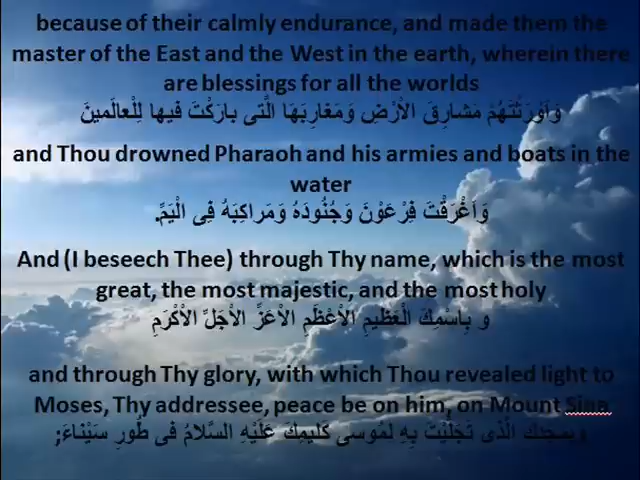 because of their calmly endurance, and made them the
master of the East and the West in the earth, wherein there
are blessings for all the worlds
وَاَوْرَثْتَهُمْ مَشارِقَ الْأَرْضِ وَمَغارِبَهَا الَّتى بارَكْتَ فيها لِلْعالَمينَ
and Thou drowned Pharaoh and his armies and boats in the
water
وَاَغْرَقْتَ فِرْعَوْنَ وَجُنُودَهُ وَمَراكِبَهُ فِى الْيَمِّ.
And (I beseech Thee) through Thy name, which is the most
great, the most majestic, and the most holy
و بِاسْمِكَ الْعَظيمِ الْاَعْظَمِ الْاَعَزِّ الْاَجَلِّ الْاَكْرَمِ
and through Thy glory, with which Thou revealed light to
Moses, Thy addressee, peace be on him, on Mount Sina
وَبِمَجْدِكَ الَّذى تَجَلَّيْتَ بِهِ لِمُوسى كَليمِكَ عَلَيْهِ السَّلامُ فى طُورِ سَيْناءَ;